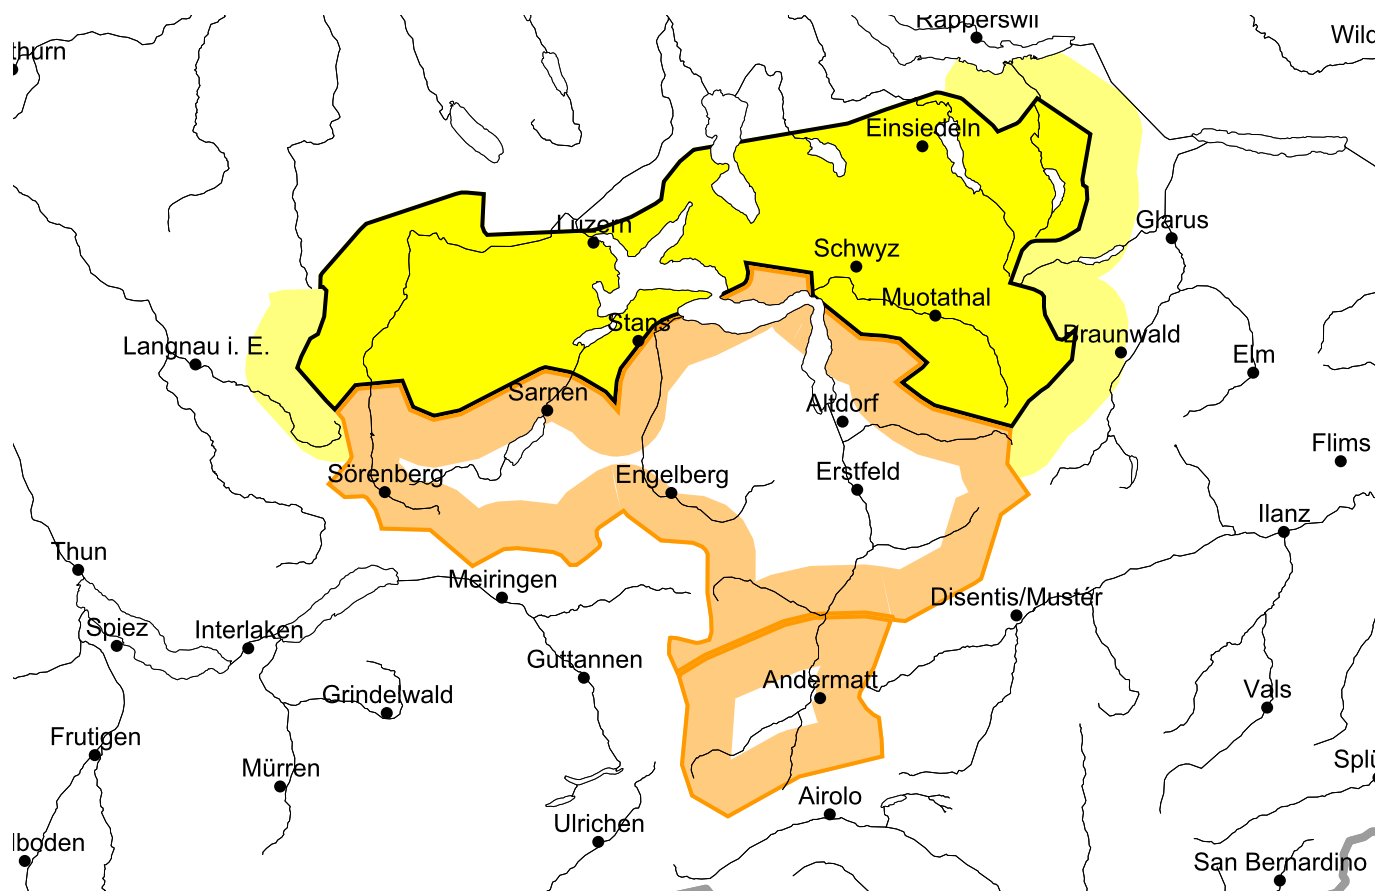 Rapperswil
Wild
thurn
Einsiedeln
Luzern
Glarus
Schwyz
Muotathal
Stans
Braunwald
Langnau i. E.
Elm
Sarnen
Altdorf
Flims
Sörenberg
Engelberg
Erstfeld
Ilanz
Thun
Meiringen
Disentis/Mustér
Spiez
Interlaken
Guttannen
Andermatt
Grindelwald
Vals
Frutigen
Mürren
Splü
Airolo
Ulrichen
lboden
San Bernardino